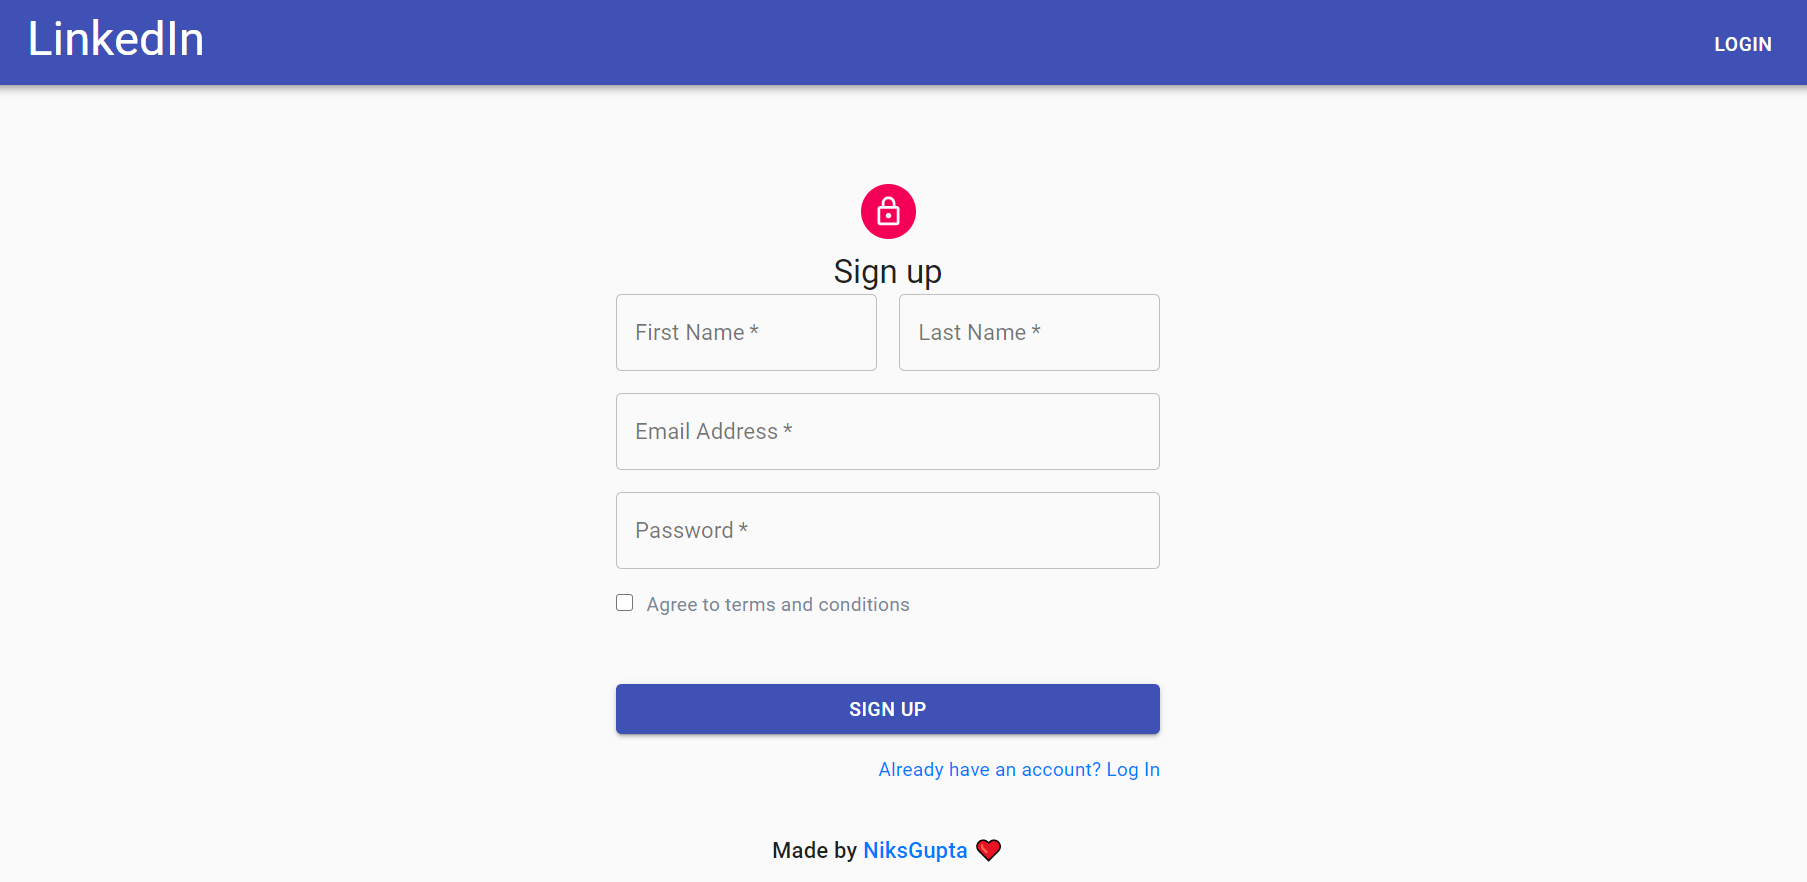 LinkedIn
LOGIN
Sign up
First Name *
Last Name *
Email Address *
Password *
Agree to terms and conditions
SIGN UP
Already have an account? Log In
Made by NiksGupta ❤️